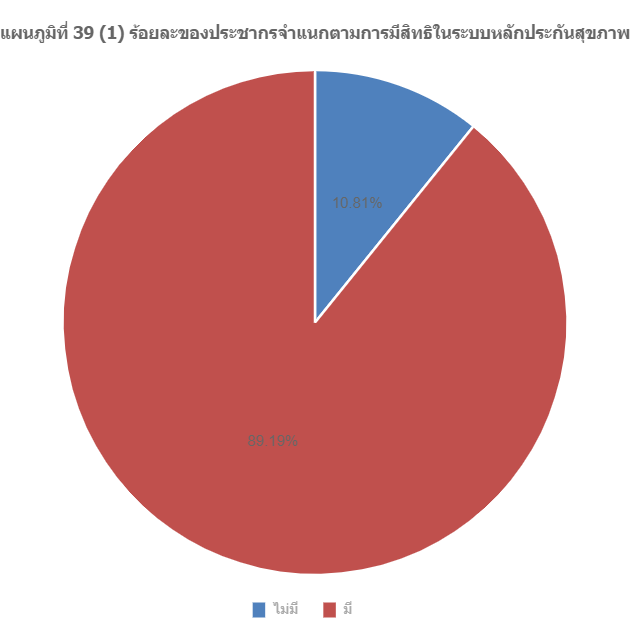 แผนภูมิที่ 39 (1) ร้อยละของประชากรจำแนกตามการมีสิทธิในระบบหลักประกันสุขภาพ
10.81%
89.19%
ไม่มี มี